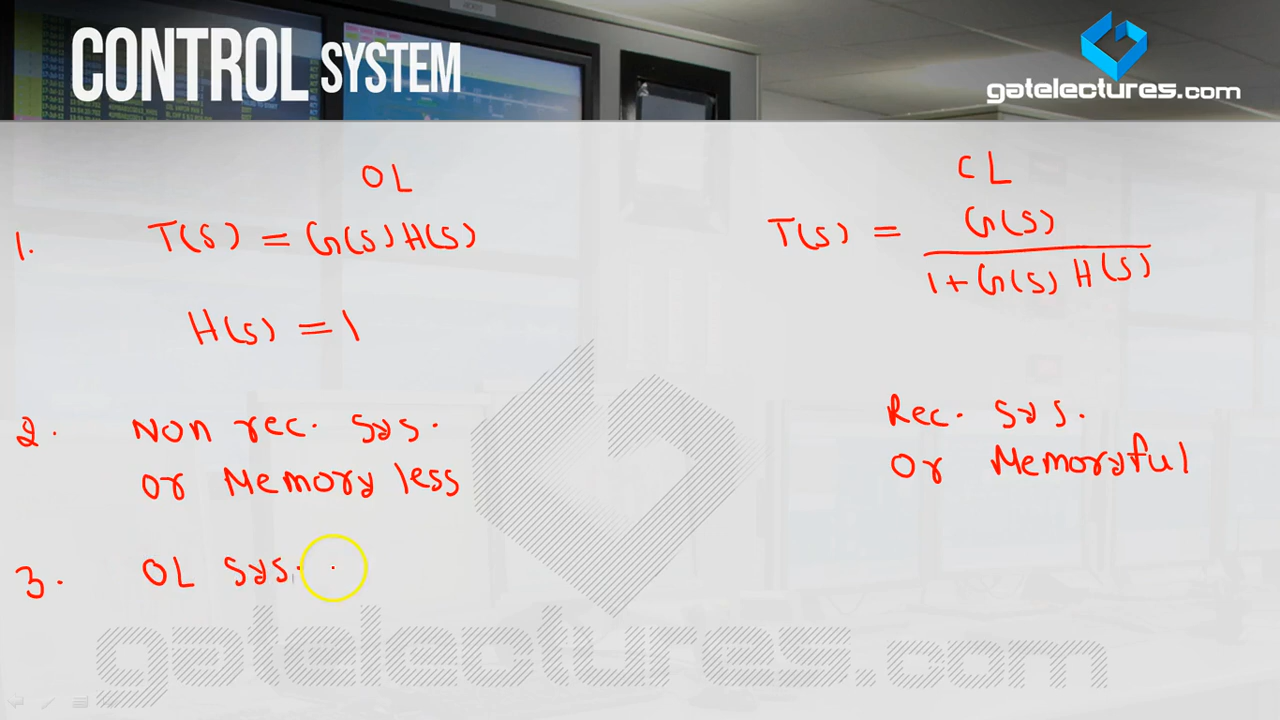 CONTROL SYSTEM
gatelectures.com
OL
CL
1. T(s) = G(s) H(s)
T(s) = G(s) / 1+G(s) H(s)
H(s) = 1
2. Non rec. sys.
or Memory less
Rec. sys.
or Memoryful
3. OL sys.
gatelectures.com